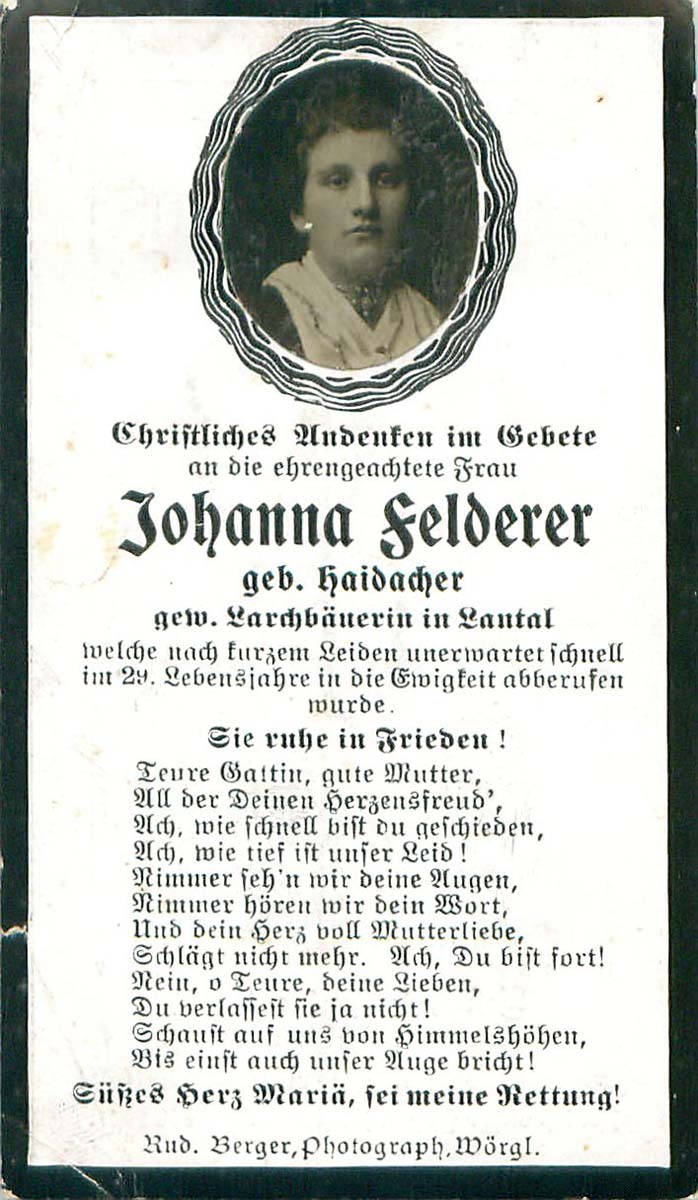 Christliches Andenken im Gebete
an die ehrengeachtete Frau
Johanna Felderer
geb. Haidacher
gew. Larchbäuerin in Lautal
welche nach kurzem Leiden unerwartet schnell
im 29. Lebensjahre in die Ewigkeit abberufen
wurde.
Sie ruhe in Frieden!
Teure Gattin, gute Mutter,
All der Deinen Herzensfreud',
Ach, wie schnell bist du geschieden,
Ach, wie tief ist unser Leid!
Nimmer seh'n wir deine Augen,
Nimmer hören wir dein Wort,
Und dein Herz voll Mutterliebe,
Schlägt nicht mehr. Ach, Du bist fort!
Nein, o Teure, deine Lieben,
Du verlassest sie ja nicht!
Schaust auf uns von Himmelshöhen,
Bis einst auch unser Auge bricht!
Süßes Herz Mariä, sei meine Rettung!
Rud. Berger, Photograph, Wörgl.